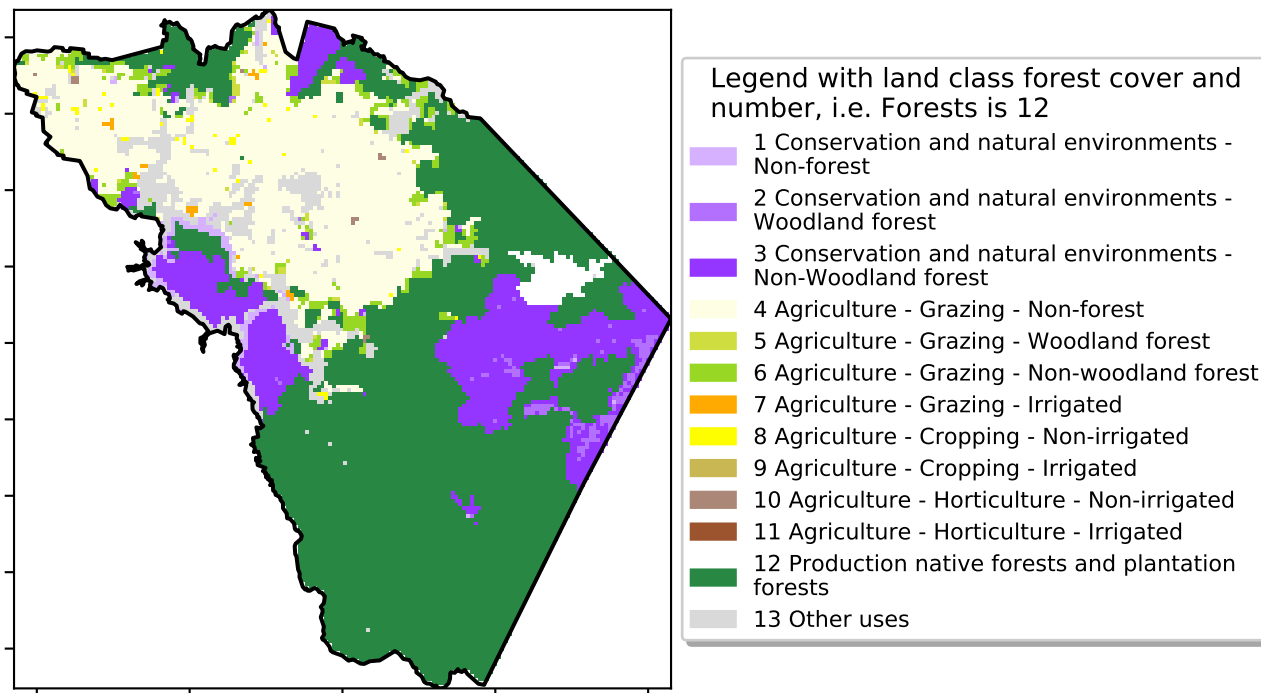 Legend with land class forest cover and
number, i.e. Forests is 12
1 Conservation and natural environments -
Non-forest
2 Conservation and natural environments -
Woodland forest
3 Conservation and natural environments -
Non-Woodland forest
4 Agriculture - Grazing - Non-forest
5 Agriculture - Grazing - Woodland forest
6 Agriculture - Grazing - Non-woodland forest
7 Agriculture - Grazing - Irrigated
8 Agriculture - Cropping - Non-irrigated
9 Agriculture - Cropping - Irrigated
10 Agriculture - Horticulture - Non-irrigated
11 Agriculture - Horticulture - Irrigated
12 Production native forests and plantation
forests
13 Other uses